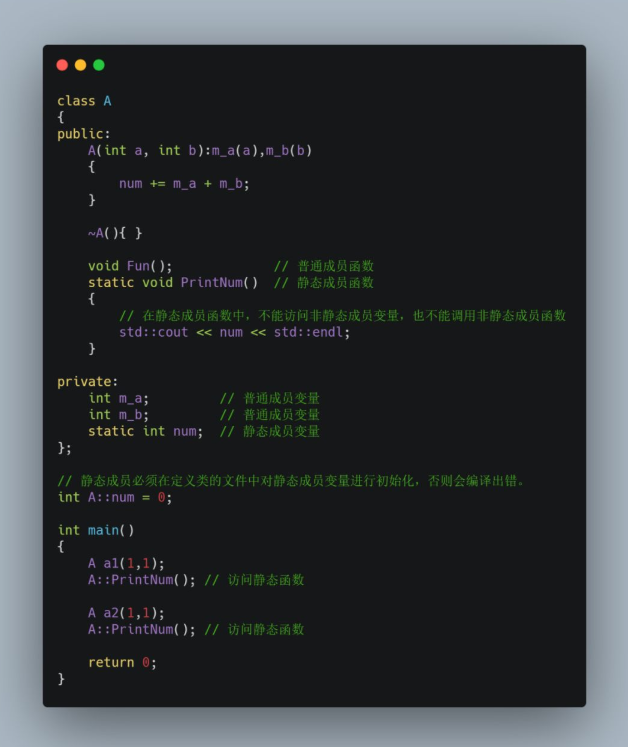 class A
{
public:
    A(int a, int b):m_a(a),m_b(b)
    {
        num += m_a + m_b;
    }

    ~A(){ }

    void Fun();             // 普通成员函数
    static void PrintNum()  // 静态成员函数
    {
        // 在静态成员函数中，不能访问非静态成员变量，也不能调用非静态成员函数
        std::cout << num << std::endl;
    }

private:
    int m_a;         // 普通成员变量
    int m_b;         // 普通成员变量
    static int num;  // 静态成员变量
};

// 静态成员必须在定义类的文件中对静态成员变量进行初始化，否则会编译出错。
int A::num = 0;

int main()
{
    A a1(1,1);
    A::PrintNum(); // 访问静态函数

    A a2(1,1);
    A::PrintNum(); // 访问静态函数

    return 0;
}